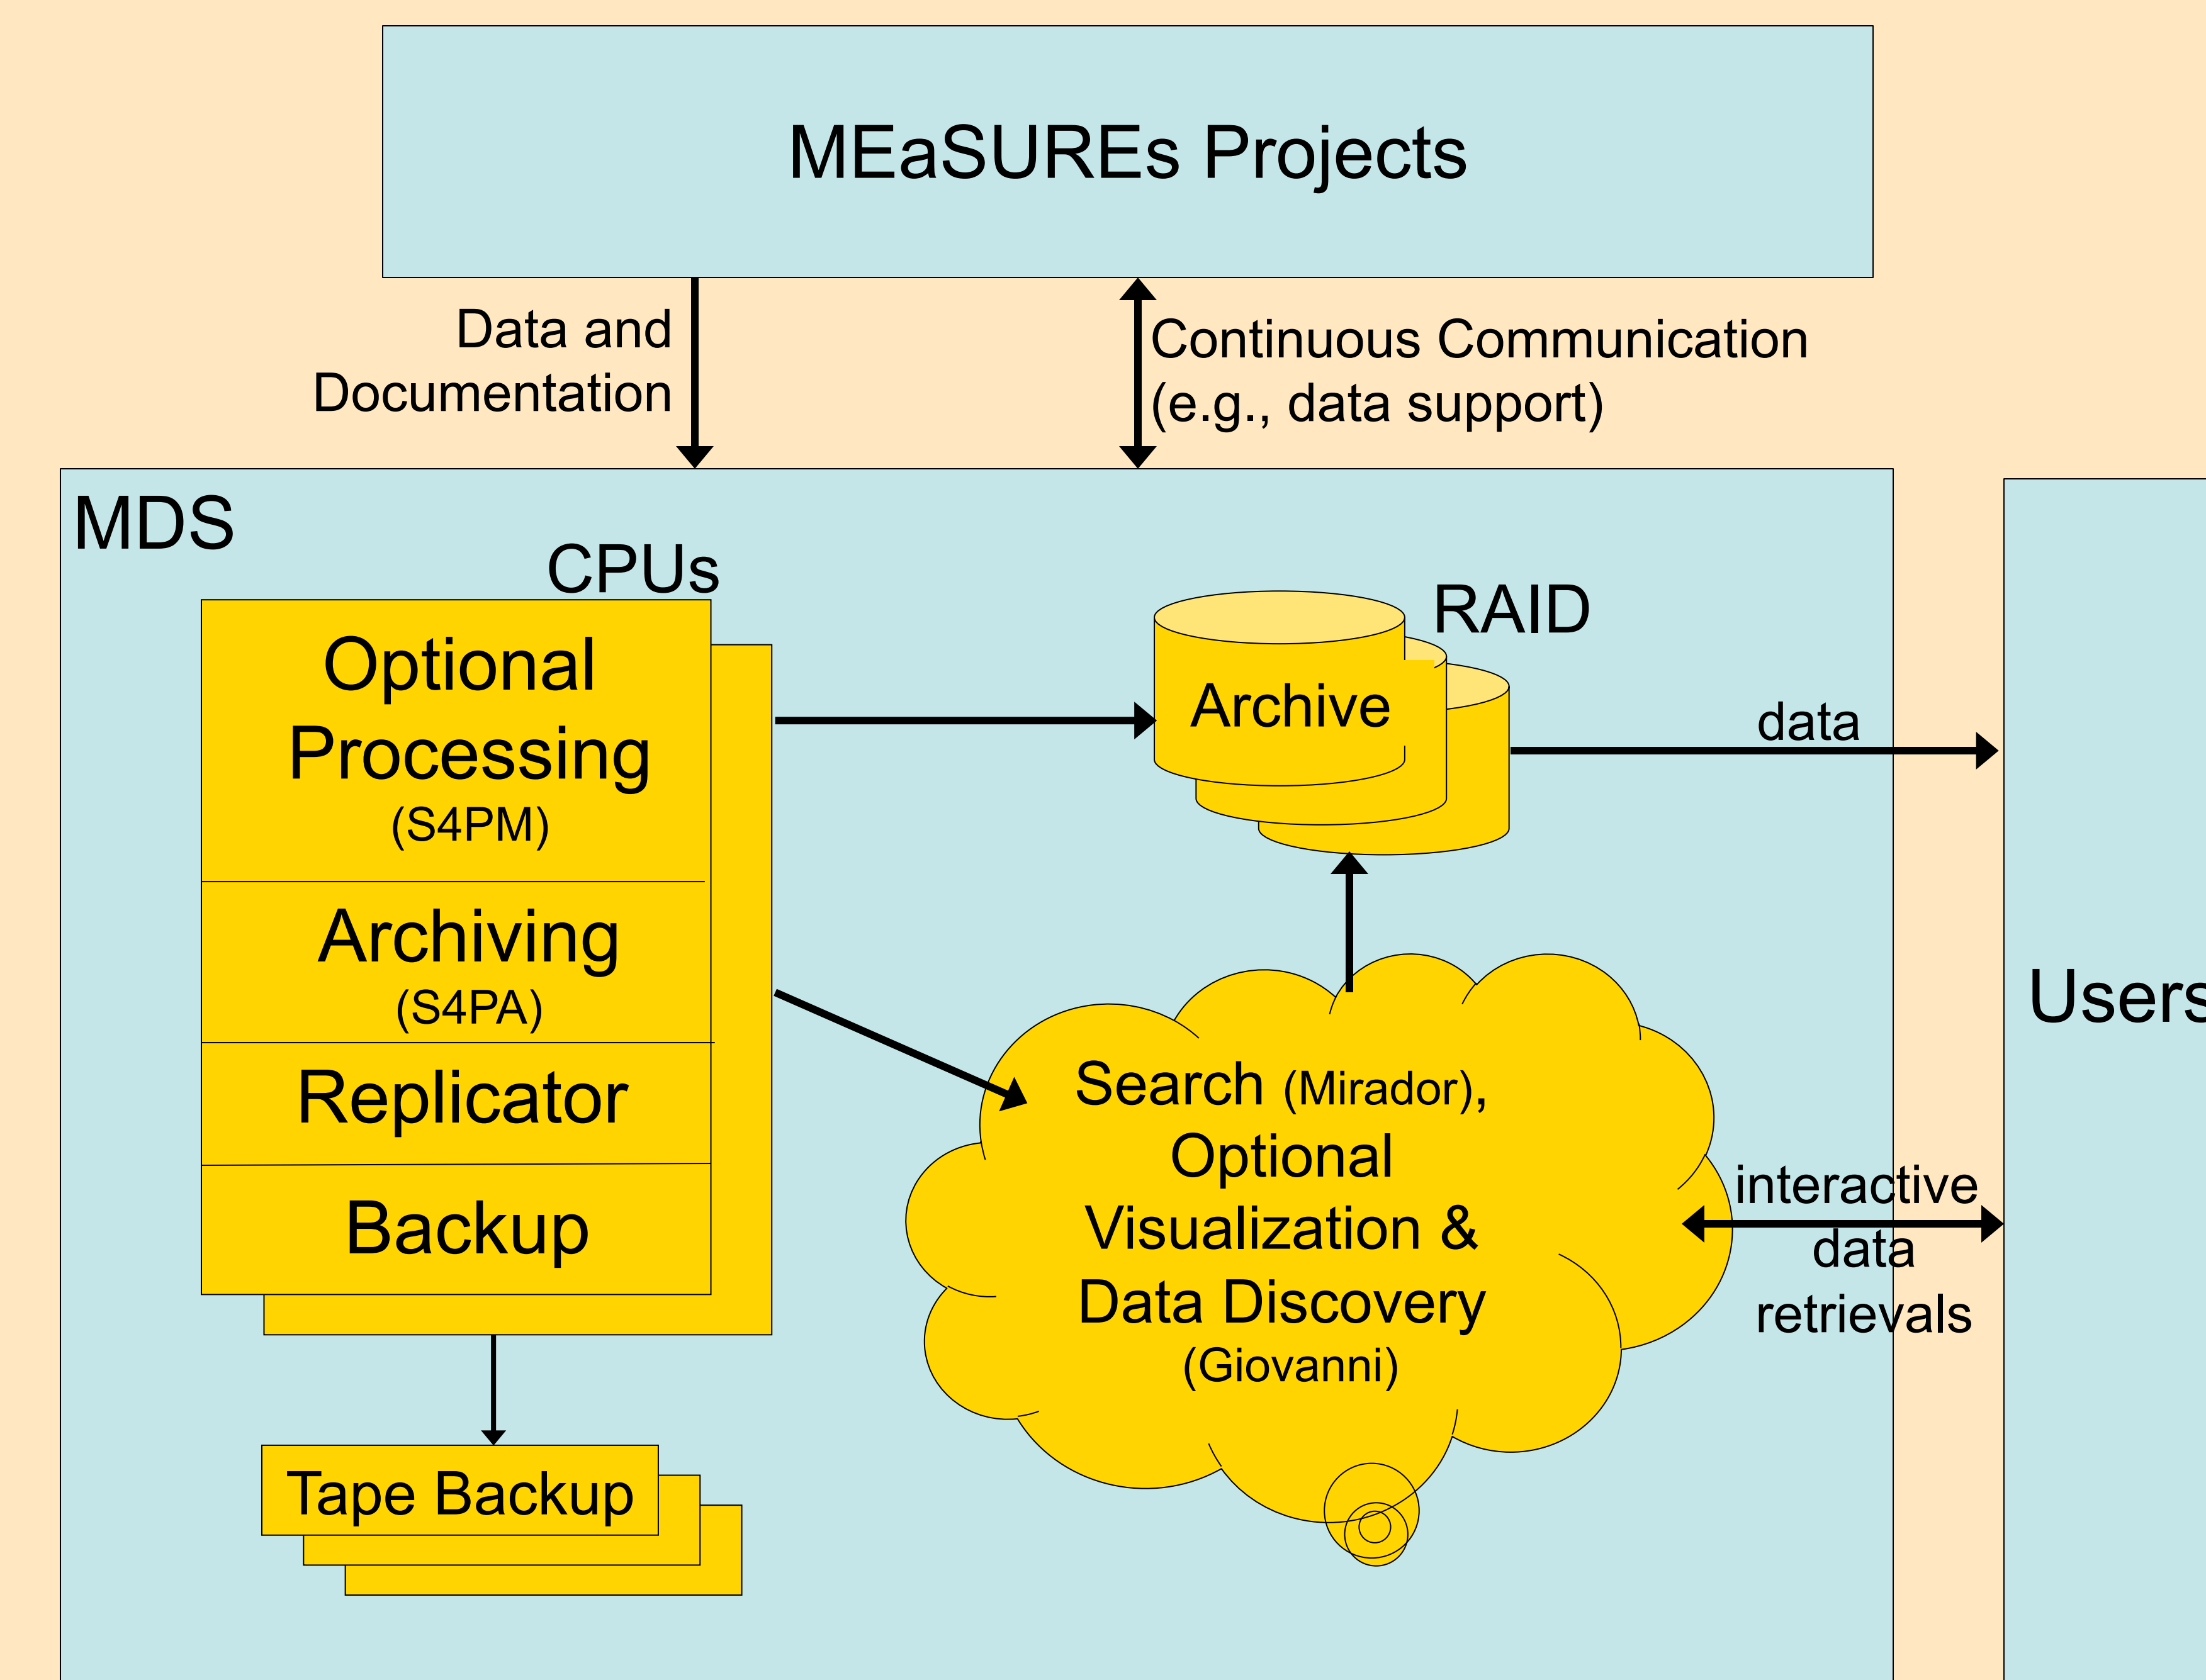 MEaSUREs Projects
Data and
Documentation
Continuous Communication
(e.g., data support)
MDS
CPUs
Optional
Processing
(S4PM)
Archiving
(S4PA)
Replicator
Backup
Tape Backup
RAID
Archive
data
Search (Mirador),
Optional
Visualization &
Data Discovery
(Giovanni)
interactive
data
retrievals
Users